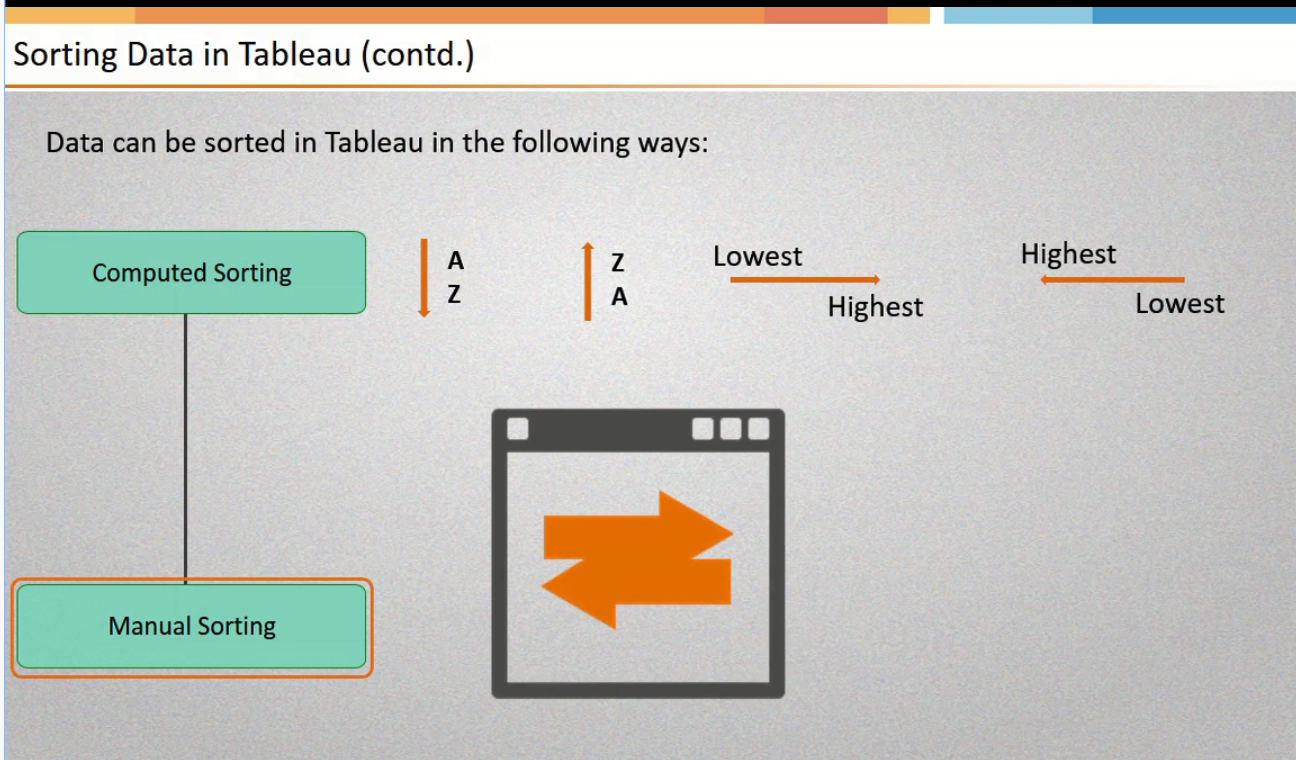 Sorting Data in Tableau (contd.)
Data can be sorted in Tableau in the following ways:
Computed Sorting
A
Z
Z
A
Lowest
Highest
Highest
Lowest
Manual Sorting